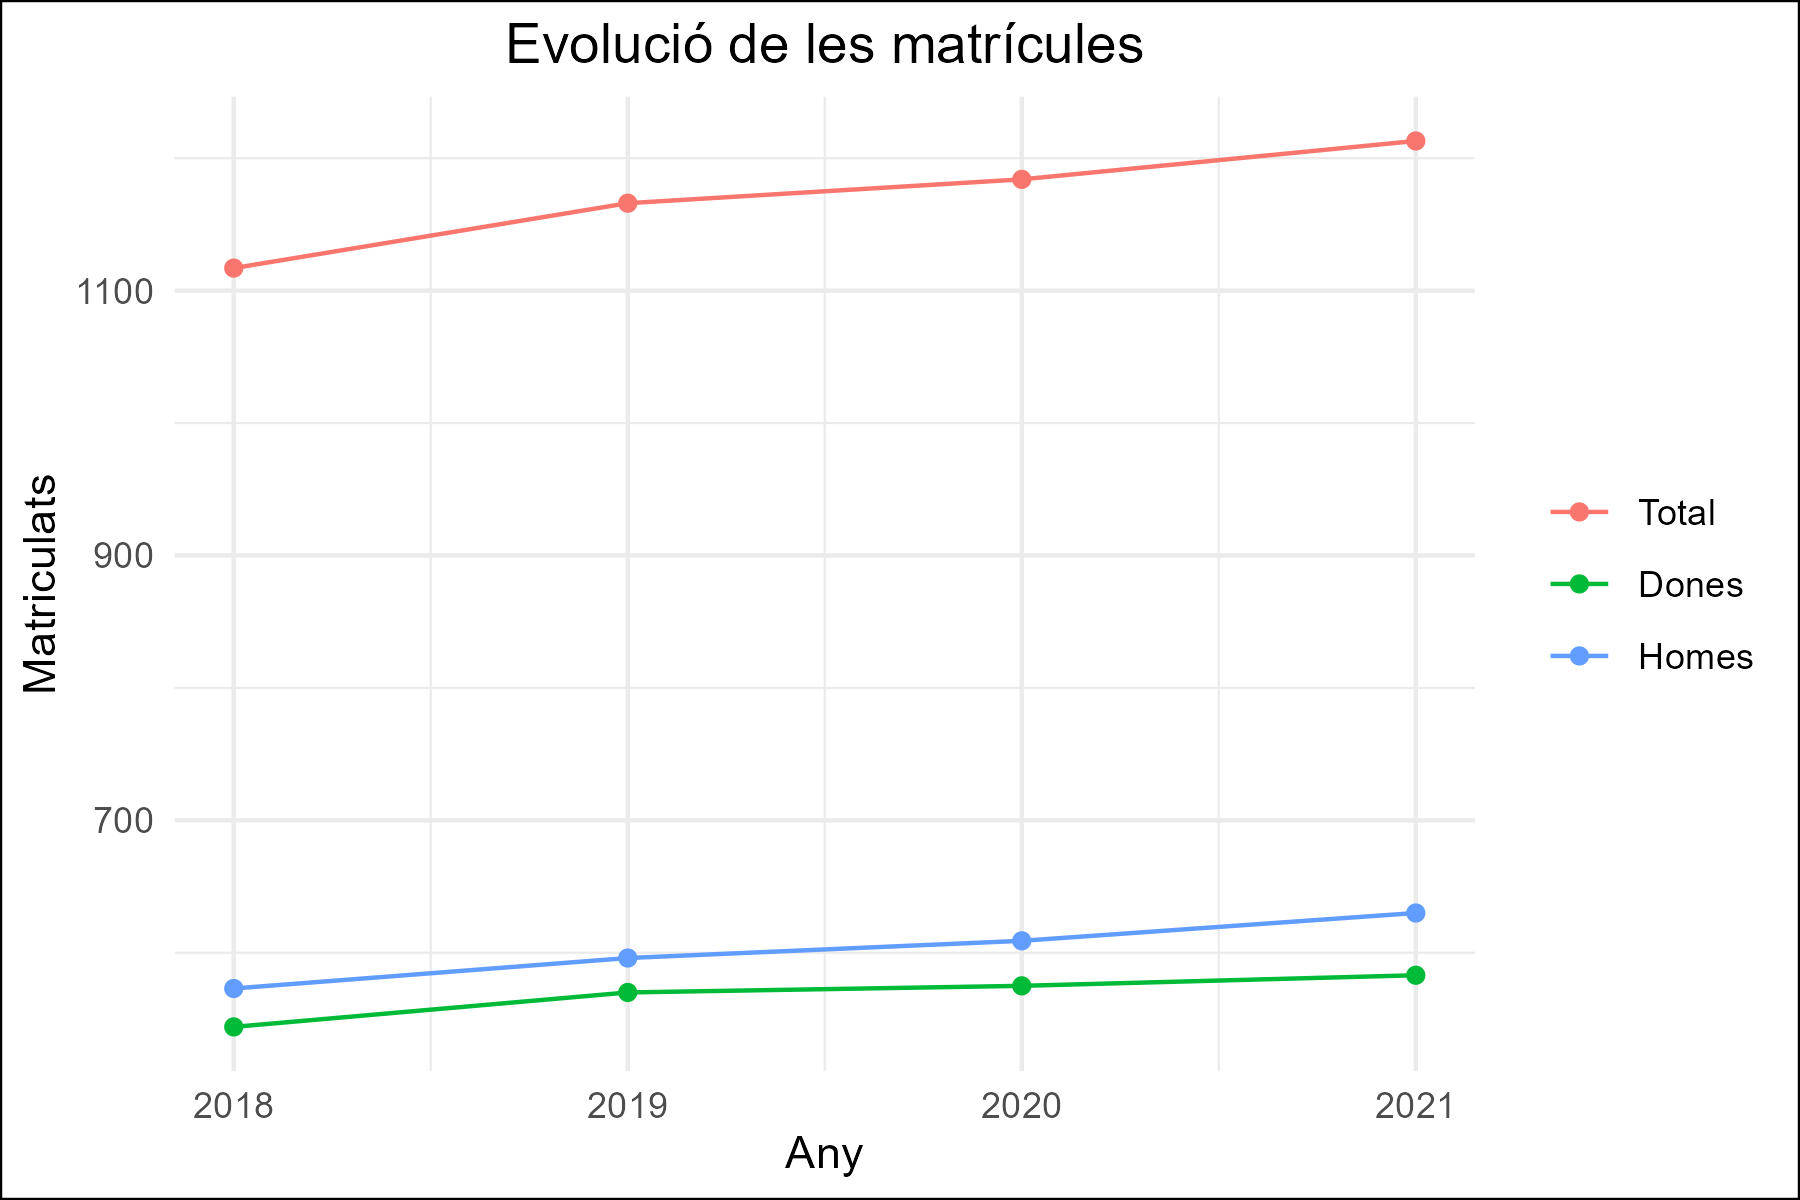 Evolució de les matrícules
Matriculats
1100
900
700
2018 2019 2020 2021
Any
Total
Dones
Homes